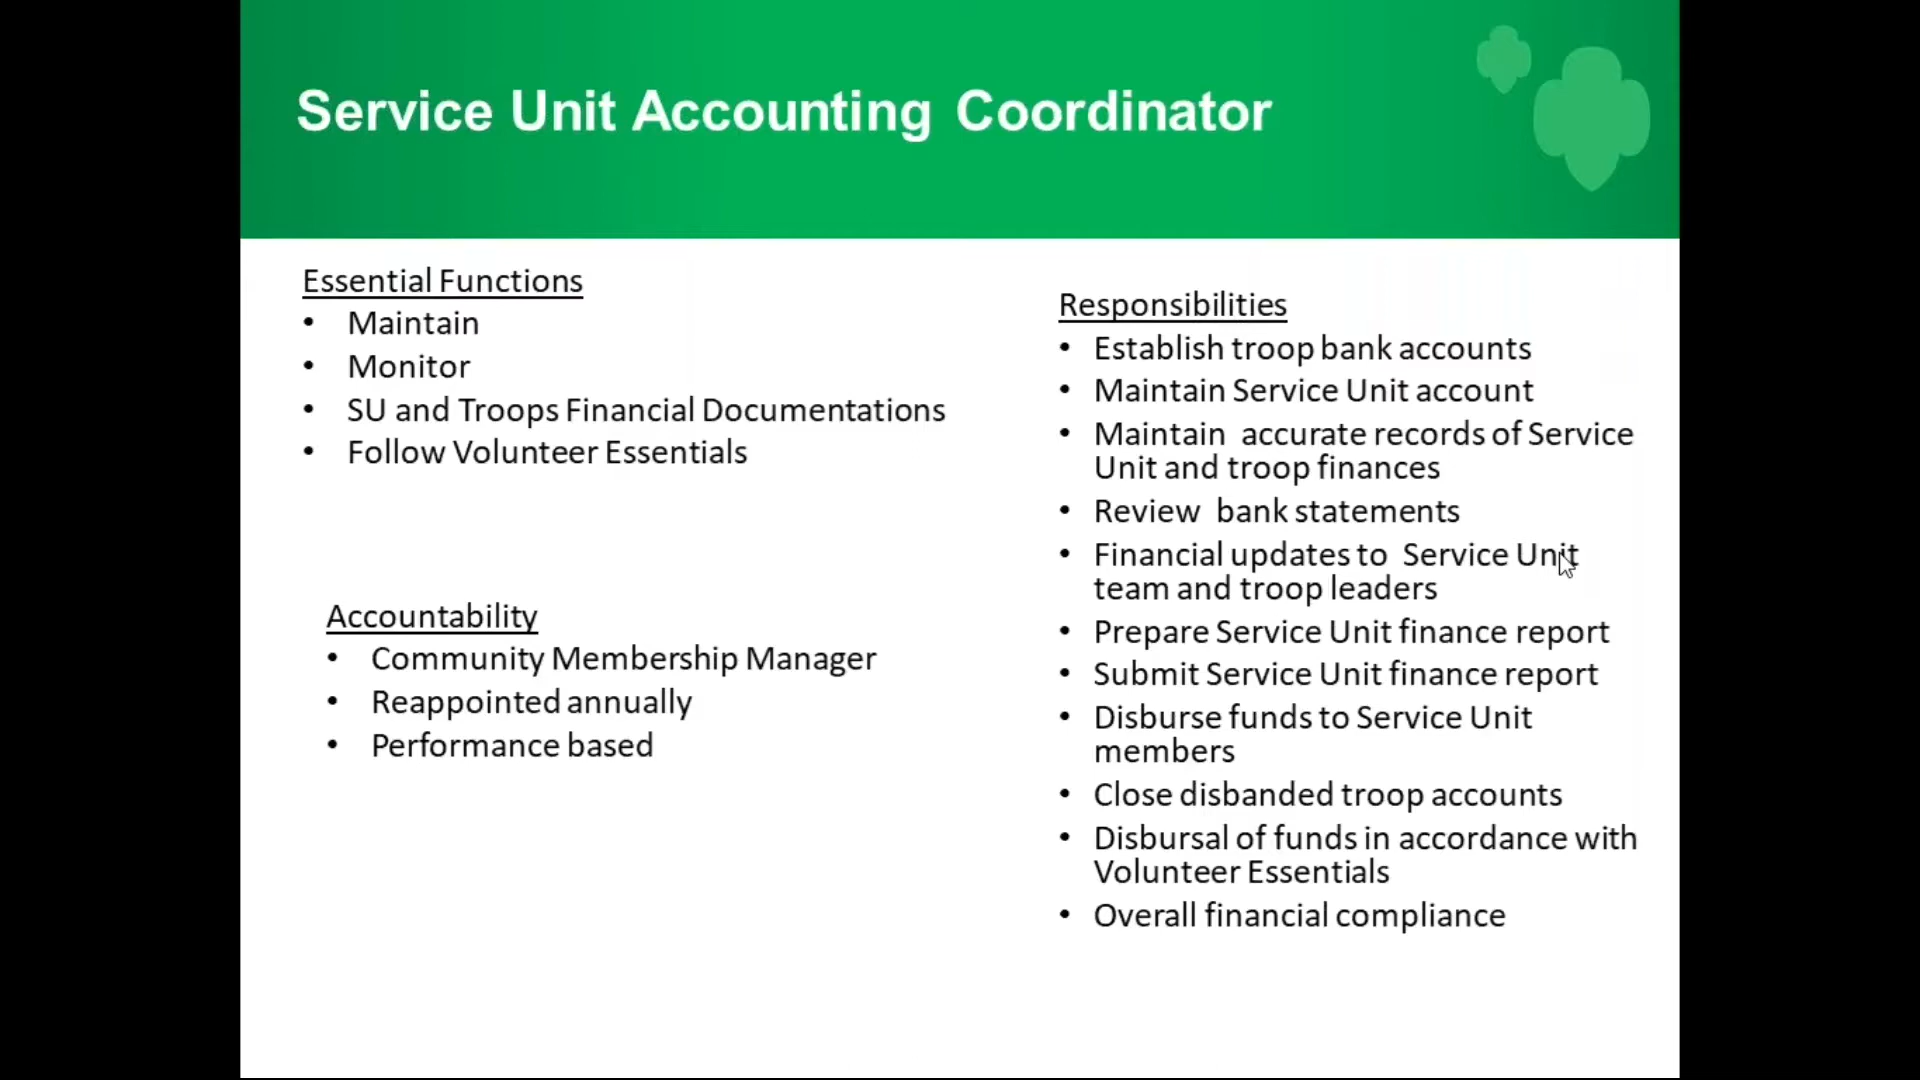 Service Unit Accounting Coordinator
Essential Functions
• Maintain
• Monitor
• SU and Troops Financial Documentations
• Follow Volunteer Essentials
Accountability
• Community Membership Manager
• Reappointed annually
• Performance based
Responsibilities
• Establish troop bank accounts
• Maintain Service Unit account
• Maintain accurate records of Service
Unit and troop finances
• Review bank statements
• Financial updates to Service Unit
team and troop leaders
• Prepare Service Unit finance report
• Submit Service Unit finance report
• Disburse funds to Service Unit
members
• Close disbanded troop accounts
• Disbursal of funds in accordance with
Volunteer Essentials
• Overall financial compliance